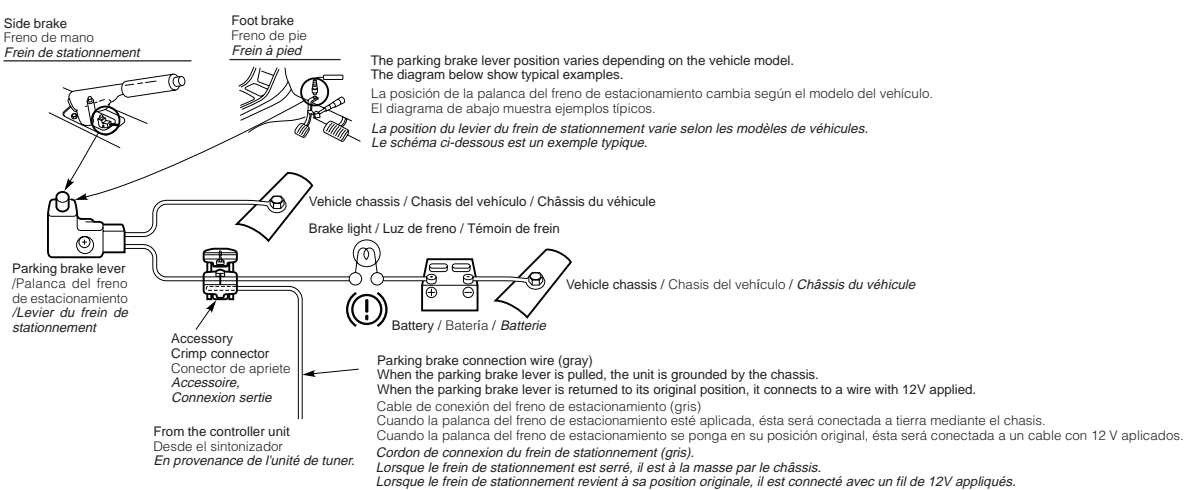 Side brake
Freno de mano
Frein de stationnement
Foot brake
Freno de pie
Frein à pied
The parking brake lever position varies depending on the vehicle model.
The diagram below show typical examples.
La posición de la palanca del freno de estacionamiento cambia según el modelo del vehículo.
El diagrama de abajo muestra ejemplos típicos.
La position du levier du frein de stationnement varie selon les modèles de véhicules.
Le schéma ci-dessous est un exemple typique.
Vehicle chassis / Chasis del vehículo / Châssis du véhicule
Brake light / Luz de freno / Témoin de frein
Parking brake lever
/Palanca del freno
de estacionamiento
/Levier du frein de
stationnement
Vehicle chassis / Chasis del vehículo / Châssis du véhicule
Battery / Batería / Batterie
Accessory
Crimp connector
Conector de apriete
Accessoire,
Connexion sertie
Parking brake connection wire (gray)
When the parking brake lever is pulled, the unit is grounded by the chassis.
When the parking brake lever is returned to its original position, it connects to a wire with 12V applied.
Cable de conexión del freno de estacionamiento (gris)
Cuando la palanca del freno de estacionamiento esté aplicada, ésta será conectada a tierra mediante el chasis.
Cuando la palanca del freno de estacionamiento se ponga en su posición original, ésta será conectada a un cable con 12 V aplicados.
Cordon de connexion du frein de stationnement (gris).
Lorsque le frein de stationnement est serré, il est à la masse par le châssis.
Lorsque le frein de stationnement revient à sa position originale, il est connecté avec un fil de 12V appliqués.
From the controller unit
Desde el sintonizador
En provenance de l'unité de tuner.